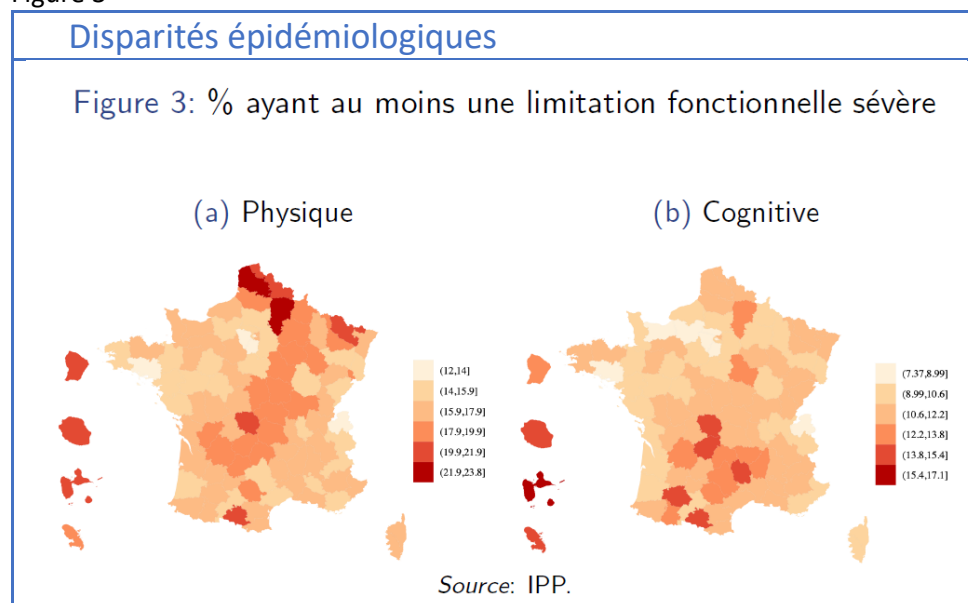 Disparités épidémiologiques
Figure 3: % ayant au moins une limitation fonctionnelle sévère
(a) Physique
(b) Cognitive
(12,14]
(14,15.9]
(15.9,17.9]
(17.9,19.9]
(19.9,21.9]
(21.9,23.8]
(7.37,8.99]
(8.99,10.6]
(10.6,12.2]
(12.2,13.8]
(13.8,15.4]
(15.4,17.1]
Source: IPP.